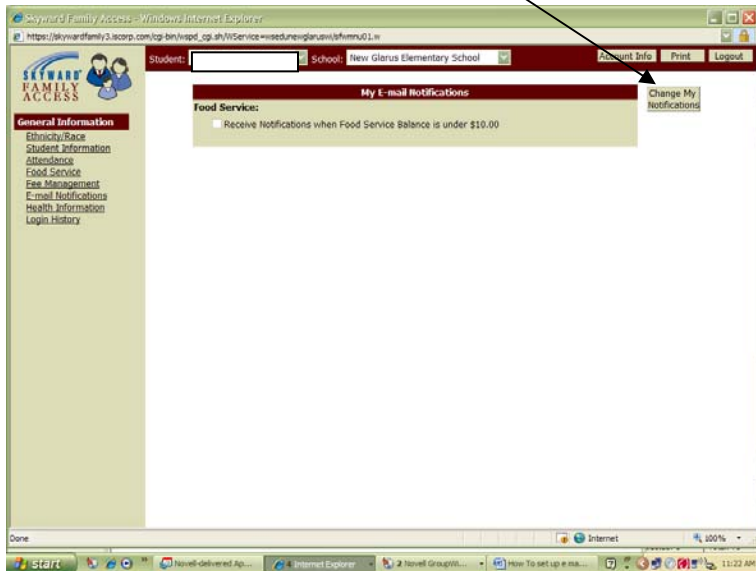 Skyward Family Access - Windows Internet Explorer
https://skywardfamily3.iscorp.com/cgi-bin/wspd_cgi.sh/WService=wsedunewglaruswi/sfwmnu01.w
Student: School: New Glarus Elementary School Account Info Print Logout
SKYWARD®
FAMILY
ACCESS
My E-mail Notifications
Change My
Notifications
Food Service:
Receive Notifications when Food Service Balance is under $10.00
General Information
Ethnicity/Race
Student Information
Attendance
Food Service
Fee Management
E-mail Notifications
Health Information
Login History
Done Internet 100%
start Novell-delivered Ap... 4 Internet Explorer 2 Novell GroupWi... How To set up e ma... 11:22 AM